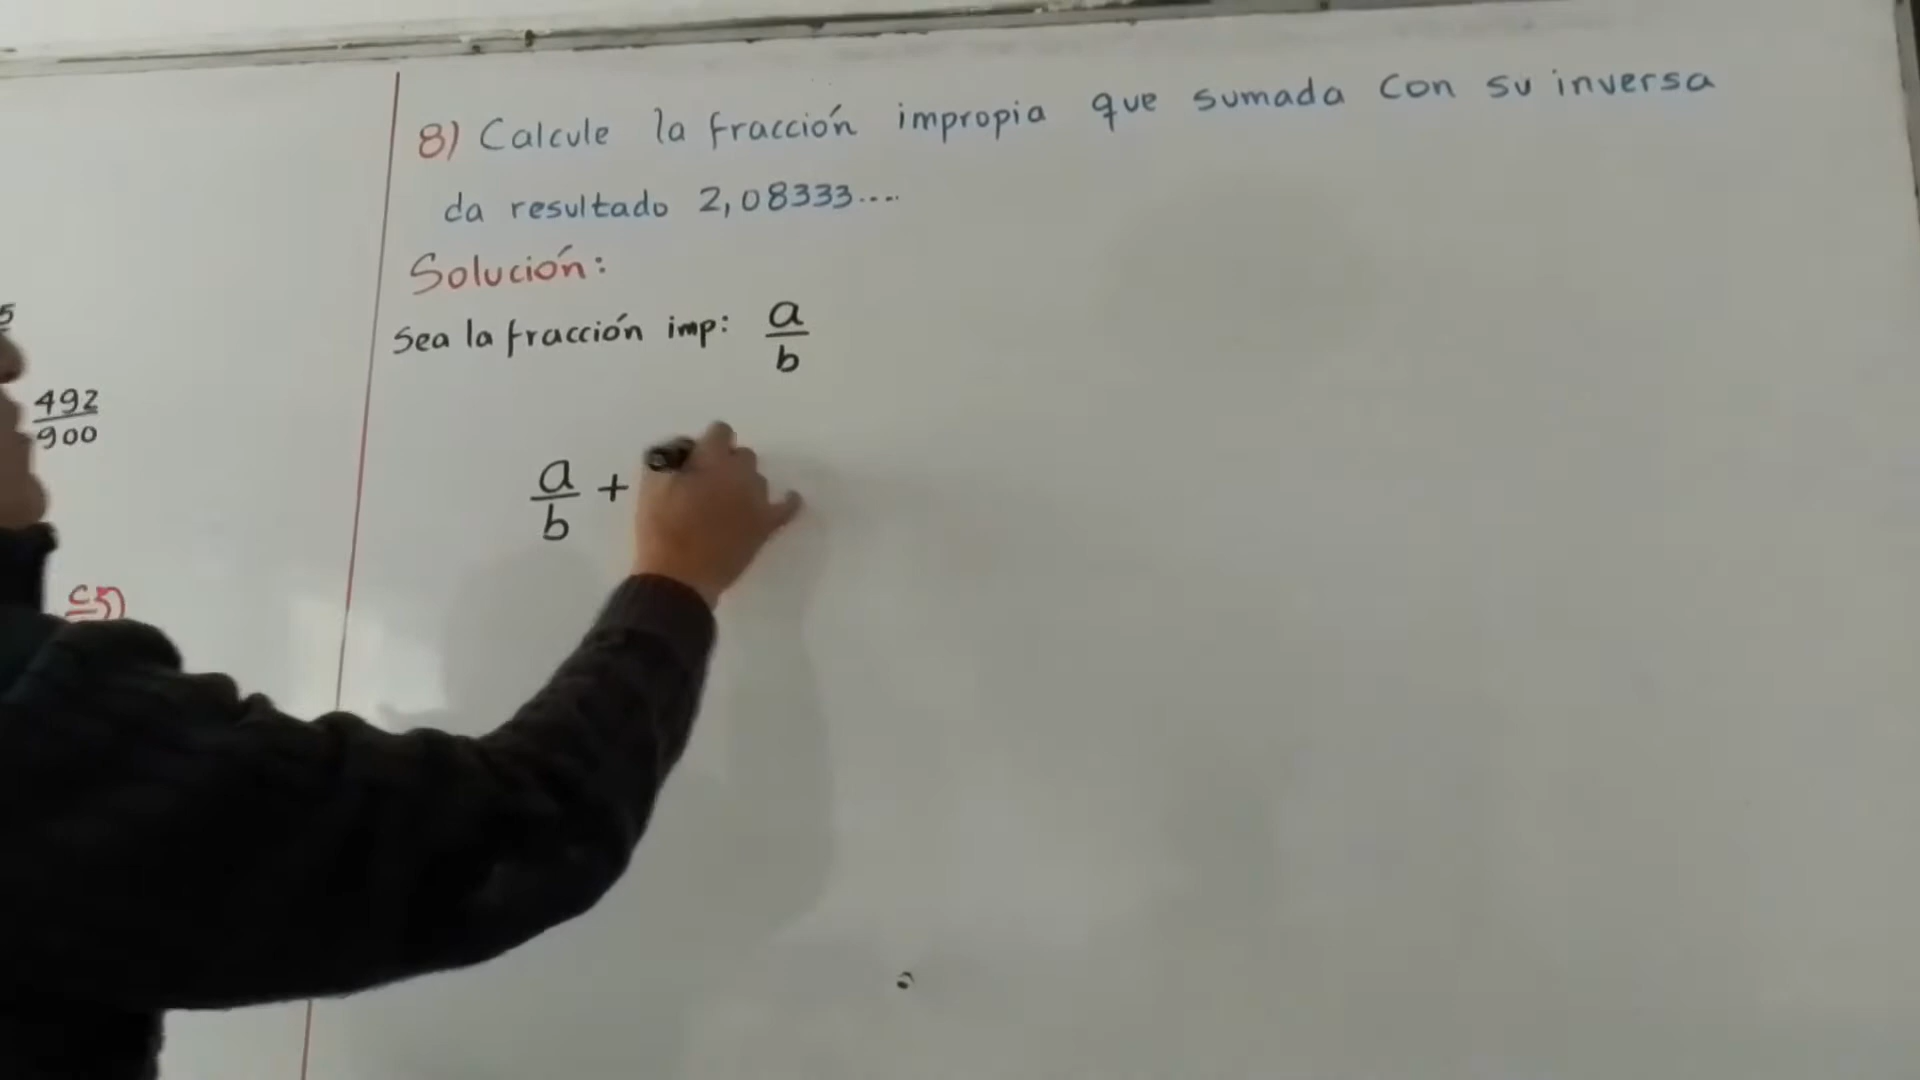 8) Calcule la fracción impropia que sumada con su inversa
da resultado 2,08333....
Solución:
Sea la fracción imp: a/b
a/b +
5
492/900